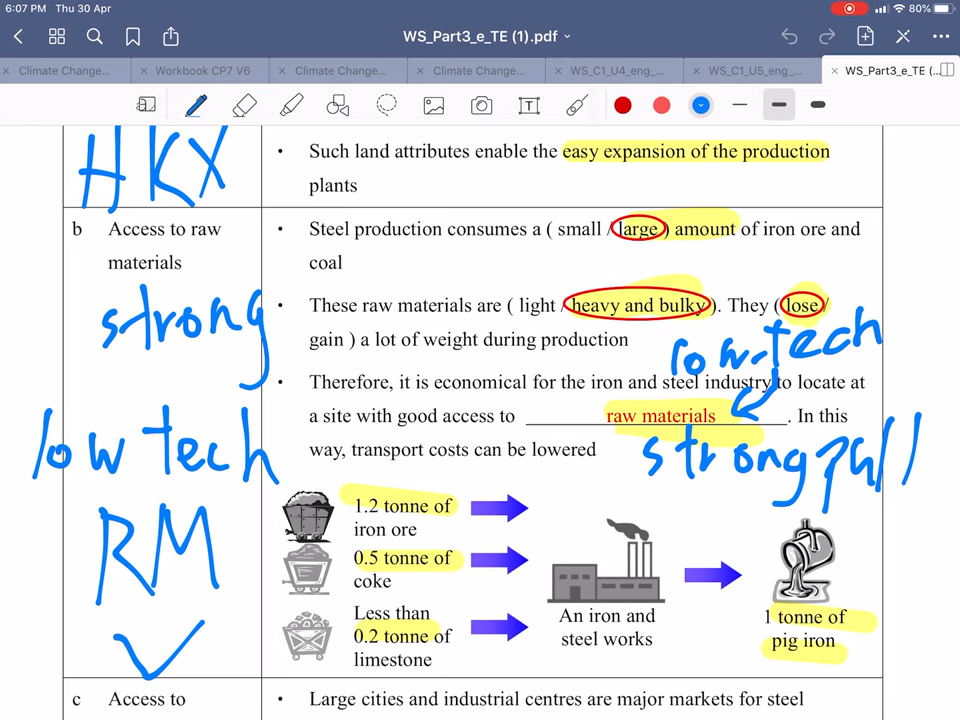 6:07 PM Thu 30 Apr
80%
WS_Part3_e_TE (1).pdf
Climate Change...
Workbook CP7 V6
Climate Change...
Climate Change...
WS_C1_U4_eng_...
WS_C1_U5_eng_...
WS_Part3_e_TE (...
HKX
• Such land attributes enable the easy expansion of the production
plants
b Access to raw
materials
• Steel production consumes a ( small / large ) amount of iron ore and
coal
• These raw materials are ( light / heavy and bulky ). They ( lose /
gain ) a lot of weight during production
strong
low-tech
• Therefore, it is economical for the iron and steel industry to locate at
a site with good access to raw materials. In this
way, transport costs can be lowered
strong pull
low tech
RM
1.2 tonne of
iron ore
0.5 tonne of
coke
Less than
0.2 tonne of
limestone
An iron and
steel works
1 tonne of
pig iron
c Access to
• Large cities and industrial centres are major markets for steel